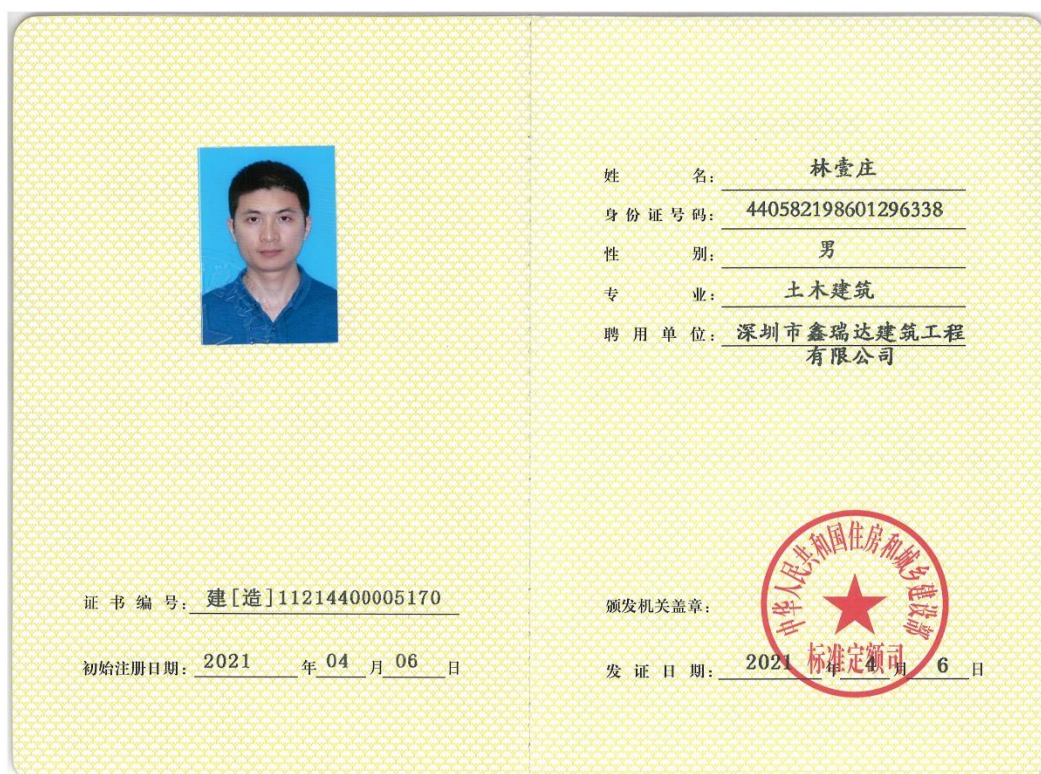 证 书 编 号: 建[造]11214400005170
初始注册日期: 2021 年 04 月 06 日
姓 名: 林壹庄
身 份 证 号 码: 440582198601296338
性 别: 男
专 业: 土木建筑
聘 用 单 位: 深圳市鑫瑞达建筑工程
有限公司
颁发机关盖章:
中华人民共和国住房和城乡建设部
标准定额司
发 证 日 期: 2021 年 4 月 6 日